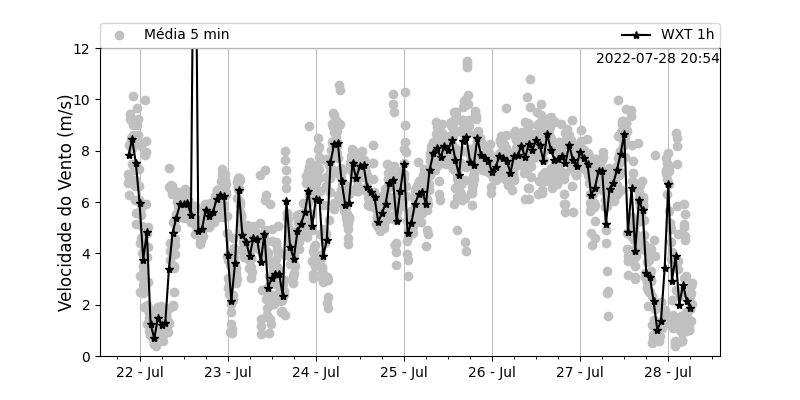 Média 5 min
WXT 1h
2022-07-28 20:54
Velocidade do Vento (m/s)
12
10
8
6
4
2
0
22 - Jul
23 - Jul
24 - Jul
25 - Jul
26 - Jul
27 - Jul
28 - Jul